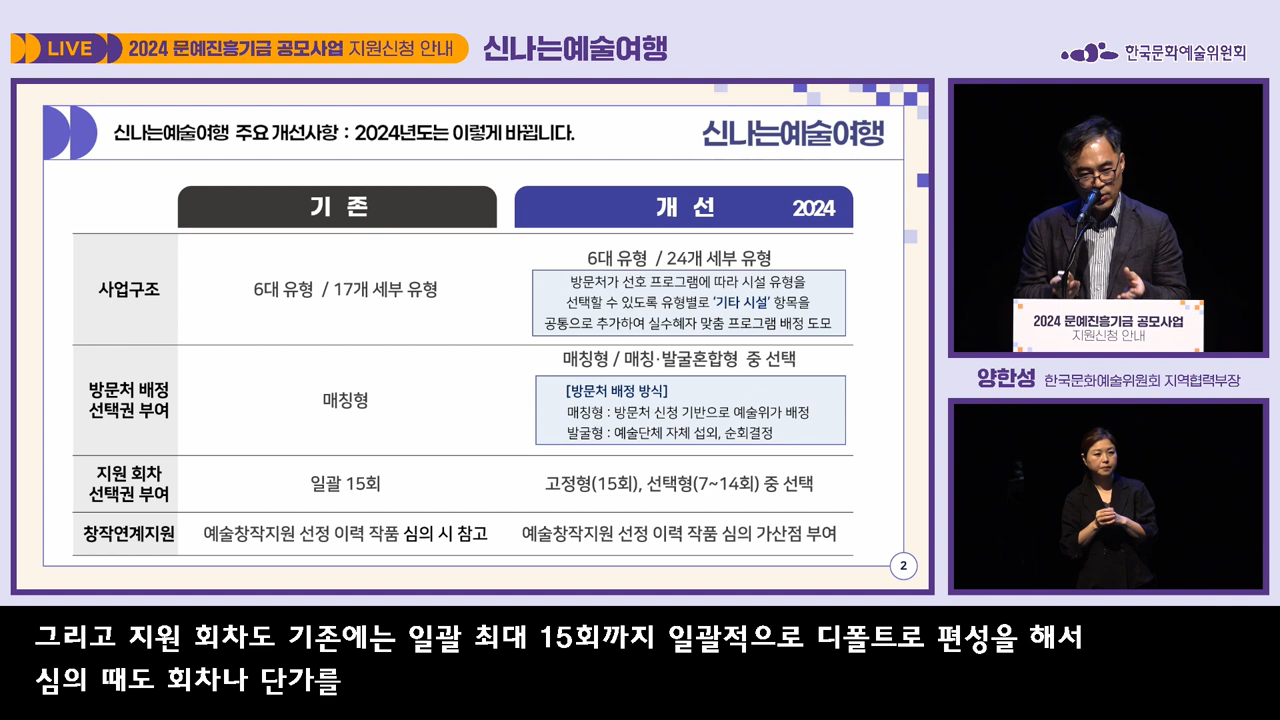 LIVE 2024 문예진흥기금 공모사업 지원신청 안내 신나는예술여행
한국문화예술위원회
신나는예술여행 주요 개선사항 : 2024년도는 이렇게 바뀝니다.
신나는예술여행
기 존
개 선 2024
사업구조
6대 유형 / 17개 세부 유형
6대 유형 / 24개 세부 유형
방문처가 선호 프로그램에 따라 시설 유형을
선택할 수 있도록 유형별로 '기타 시설' 항목을
공통으로 추가하여 실수혜자 맞춤 프로그램 배정 도모
방문처 배정
선택권 부여
매칭형
매칭형 / 매칭·발굴혼합형 중 선택
[방문처 배정 방식]
매칭형 : 방문처 신청 기반으로 예술위가 배정
발굴형 : 예술단체 자체 섭외, 순회결정
지원 회차
선택권 부여
일괄 15회
고정형(15회), 선택형(7~14회) 중 선택
창작연계지원
예술창작지원 선정 이력 작품 심의 시 참고
예술창작지원 선정 이력 작품 심의 가산점 부여
2
2024 문예진흥기금 공모사업
지원신청 안내
양한성 한국문화예술위원회 지역협력부장
그리고 지원 회차도 기존에는 일괄 최대 15회까지 일괄적으로 디폴트로 편성을 해서
심의 때도 회차나 단가를